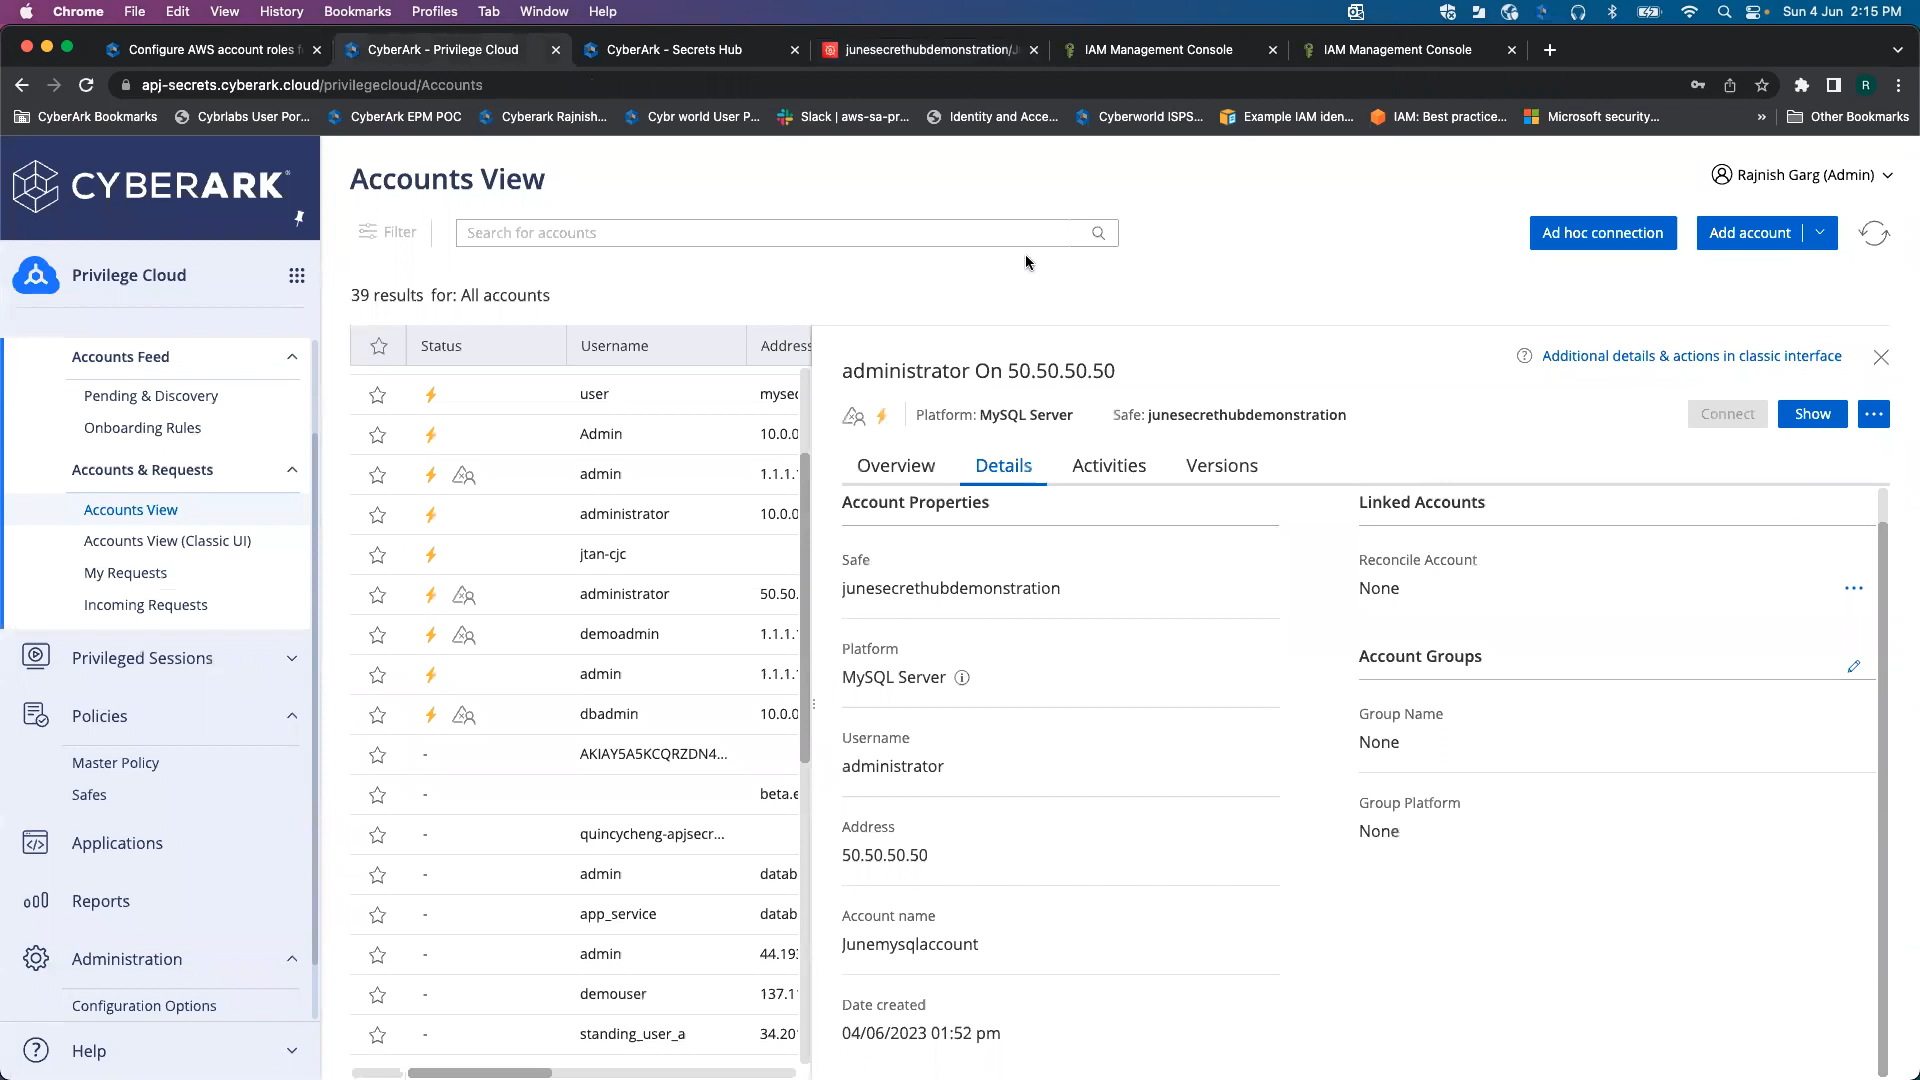 Chrome File Edit View History Bookmarks Profiles Tab Window Help Sun 4 Jun 2:15 PM
Configure AWS account roles f CyberArk - Privilege Cloud CyberArk - Secrets Hub junesecrethubdemonstration/J IAM Management Console IAM Management Console
apj-secrets.cyberark.cloud/privilegecloud/Accounts R
CyberArk Bookmarks Cybrlabs User Por... CyberArk EPM POC Cyberark Rajnish... Cybr world User P... Slack | aws-sa-pr... Identity and Acce... Cyberworld ISPS... Example IAM iden... IAM: Best practice... Microsoft security... » Other Bookmarks
CYBERARK®
Accounts View
Rajnish Garg (Admin)
Filter
Search for accounts
Ad hoc connection
Add account
Privilege Cloud
39 results for: All accounts
Accounts Feed
Pending & Discovery
Onboarding Rules
Accounts & Requests
Accounts View
Accounts View (Classic UI)
My Requests
Incoming Requests
Privileged Sessions
Policies
Master Policy
Safes
Applications
Reports
Administration
Configuration Options
Help
Status Username Address
user mysec
Admin 10.0.0
admin 1.1.1.
administrator 10.0.0
jtan-cjc
administrator 50.50.
demoadmin 1.1.1.
admin 1.1.1.
dbadmin 10.0.0
- AKIAY5A5KCQRZDN4...
- beta.e
- quincycheng-apjsecr...
- admin datab
- app_service datab
- admin 44.19
- demouser 137.1
- standing_user_a 34.20
Additional details & actions in classic interface
administrator On 50.50.50.50
Platform: MySQL Server Safe: junesecrethubdemonstration
Connect Show ...
Overview Details Activities Versions
Account Properties
Safe
junesecrethubdemonstration
Platform
MySQL Server
Username
administrator
Address
50.50.50.50
Account name
Junemysqlaccount
Date created
04/06/2023 01:52 pm
Linked Accounts
Reconcile Account
None ...
Account Groups
Group Name
None
Group Platform
None